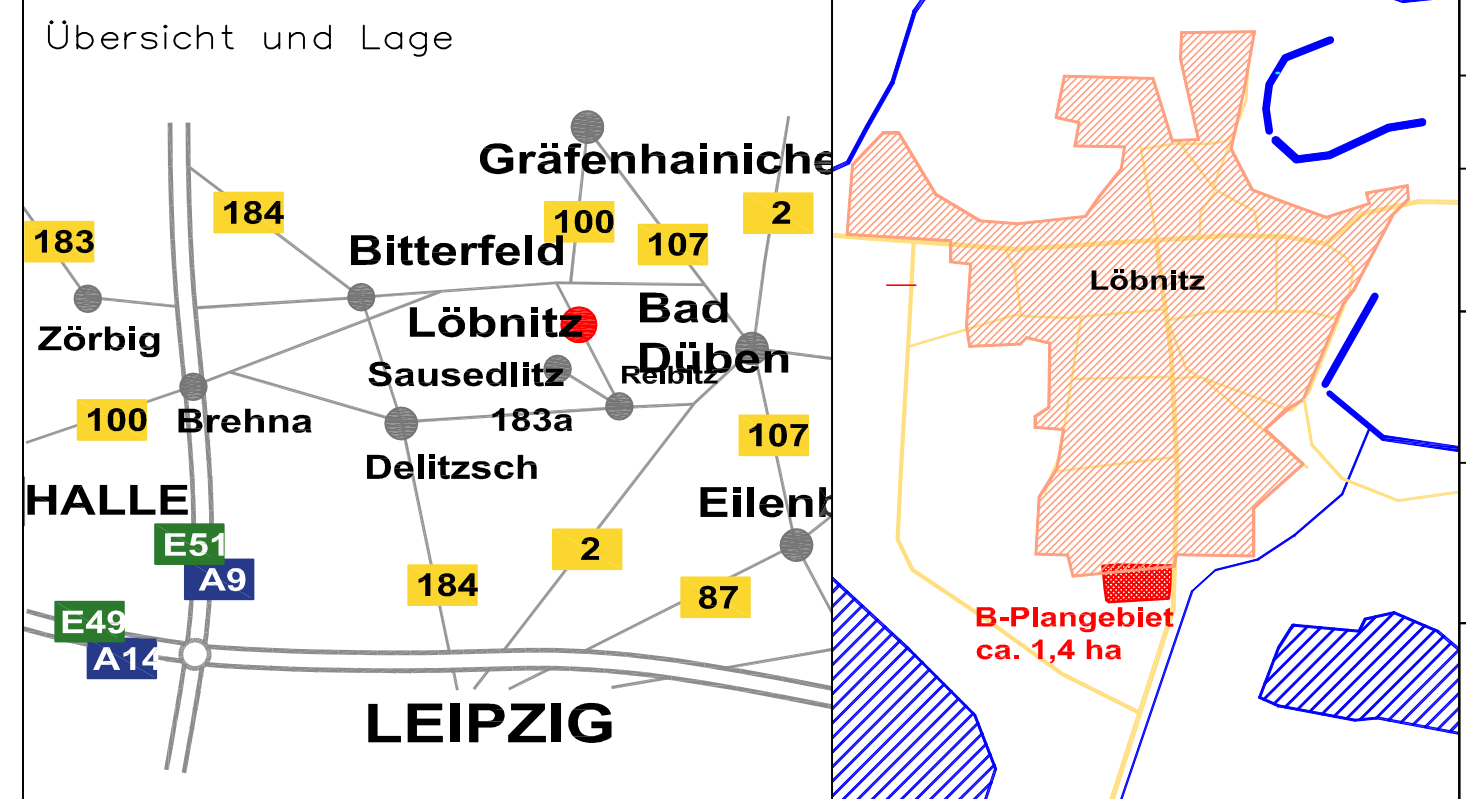 Übersicht und Lage
Gräfenhainiche
184
100
2
183
107
Bitterfeld
Löbnitz
Bad
Düben
Zörbig
Sausedlitz
Reibitz
100
Brehna
183a
107
Delitzsch
HALLE
Eilenb
E51
A9
2
184
87
E49
A14
LEIPZIG
Löbnitz
B-Plangebiet
ca. 1,4 ha